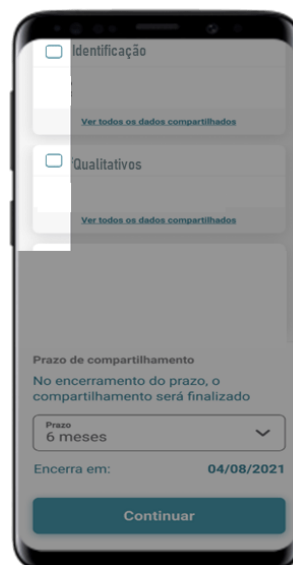 Identificação
Ver todos os dados compartilhados
Qualitativos
Ver todos os dados compartilhados
Prazo de compartilhamento
No encerramento do prazo, o
compartilhamento será finalizado
Prazo
6 meses
Encerra em: 04/08/2021
Continuar